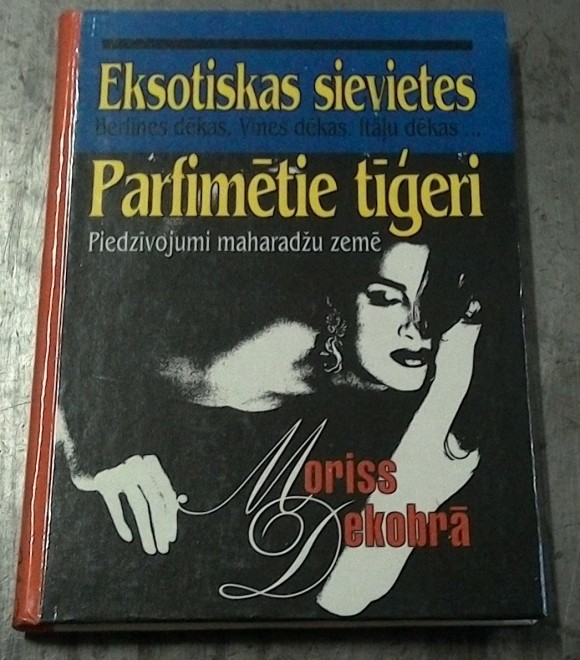 Eksotiskas sievietes
Berlīnes dēkas, Vīnes dēkas, Itāļu dēkas ...
Parfimētie tīģeri
Piedzīvojumi maharadžu zemē
Moriss
Dekobrā